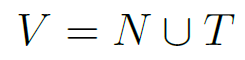 V = N ∪ T